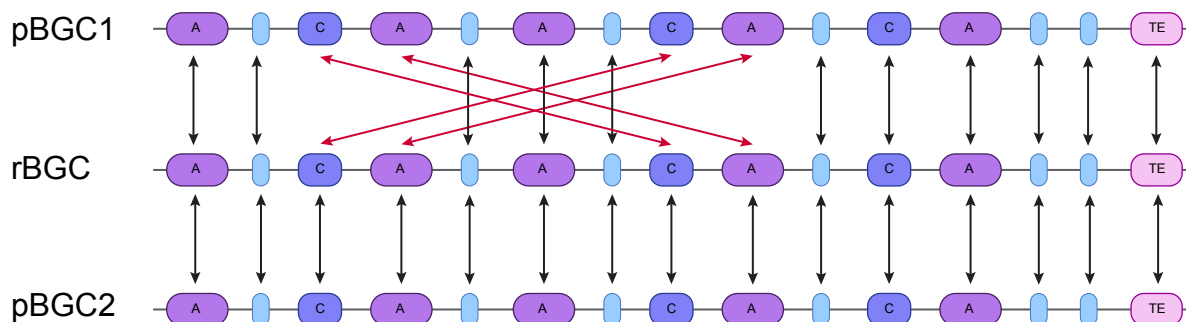 pBGC1 A C A A C A C A TE
rBGC A C A A C A C A TE
pBGC2 A C A A C A C A TE